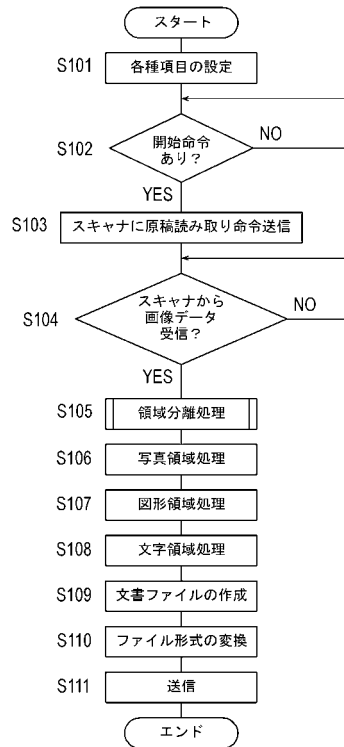 スタート
S101
各種項目の設定
S102
開始命令
あり？
NO
YES
S103
スキャナに原稿読み取り命令送信
S104
スキャナから
画像データ
受信？
NO
YES
S105
領域分離処理
S106
写真領域処理
S107
図形領域処理
S108
文字領域処理
S109
文書ファイルの作成
S110
ファイル形式の変換
S111
送信
エンド